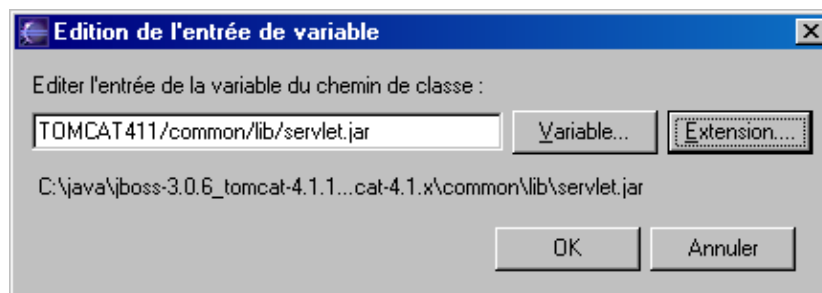 Edition de l'entrée de variable
Editer l'entrée de la variable du chemin de classe :
TOMCAT411/common/lib/servlet.jar Variable... Extension....
C:\java\jboss-3.0.6_tomcat-4.1.1...cat-4.1.x\common\lib\servlet.jar
OK Annuler